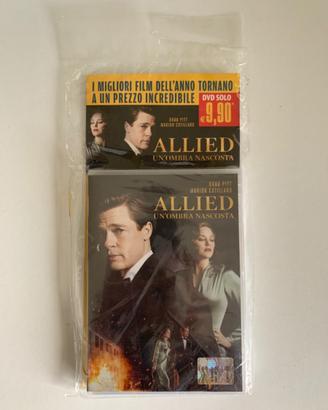 I MIGLIORI FILM DELL'ANNO TORNANO
A UN PREZZO INCREDIBILE
DVD SOLO
€9,90
BRAD PITT
MARION COTILLARD
ALLIED
UN'OMBRA NASCOSTA
BRAD PITT
MARION COTILLARD
ALLIED
UN'OMBRA NASCOSTA